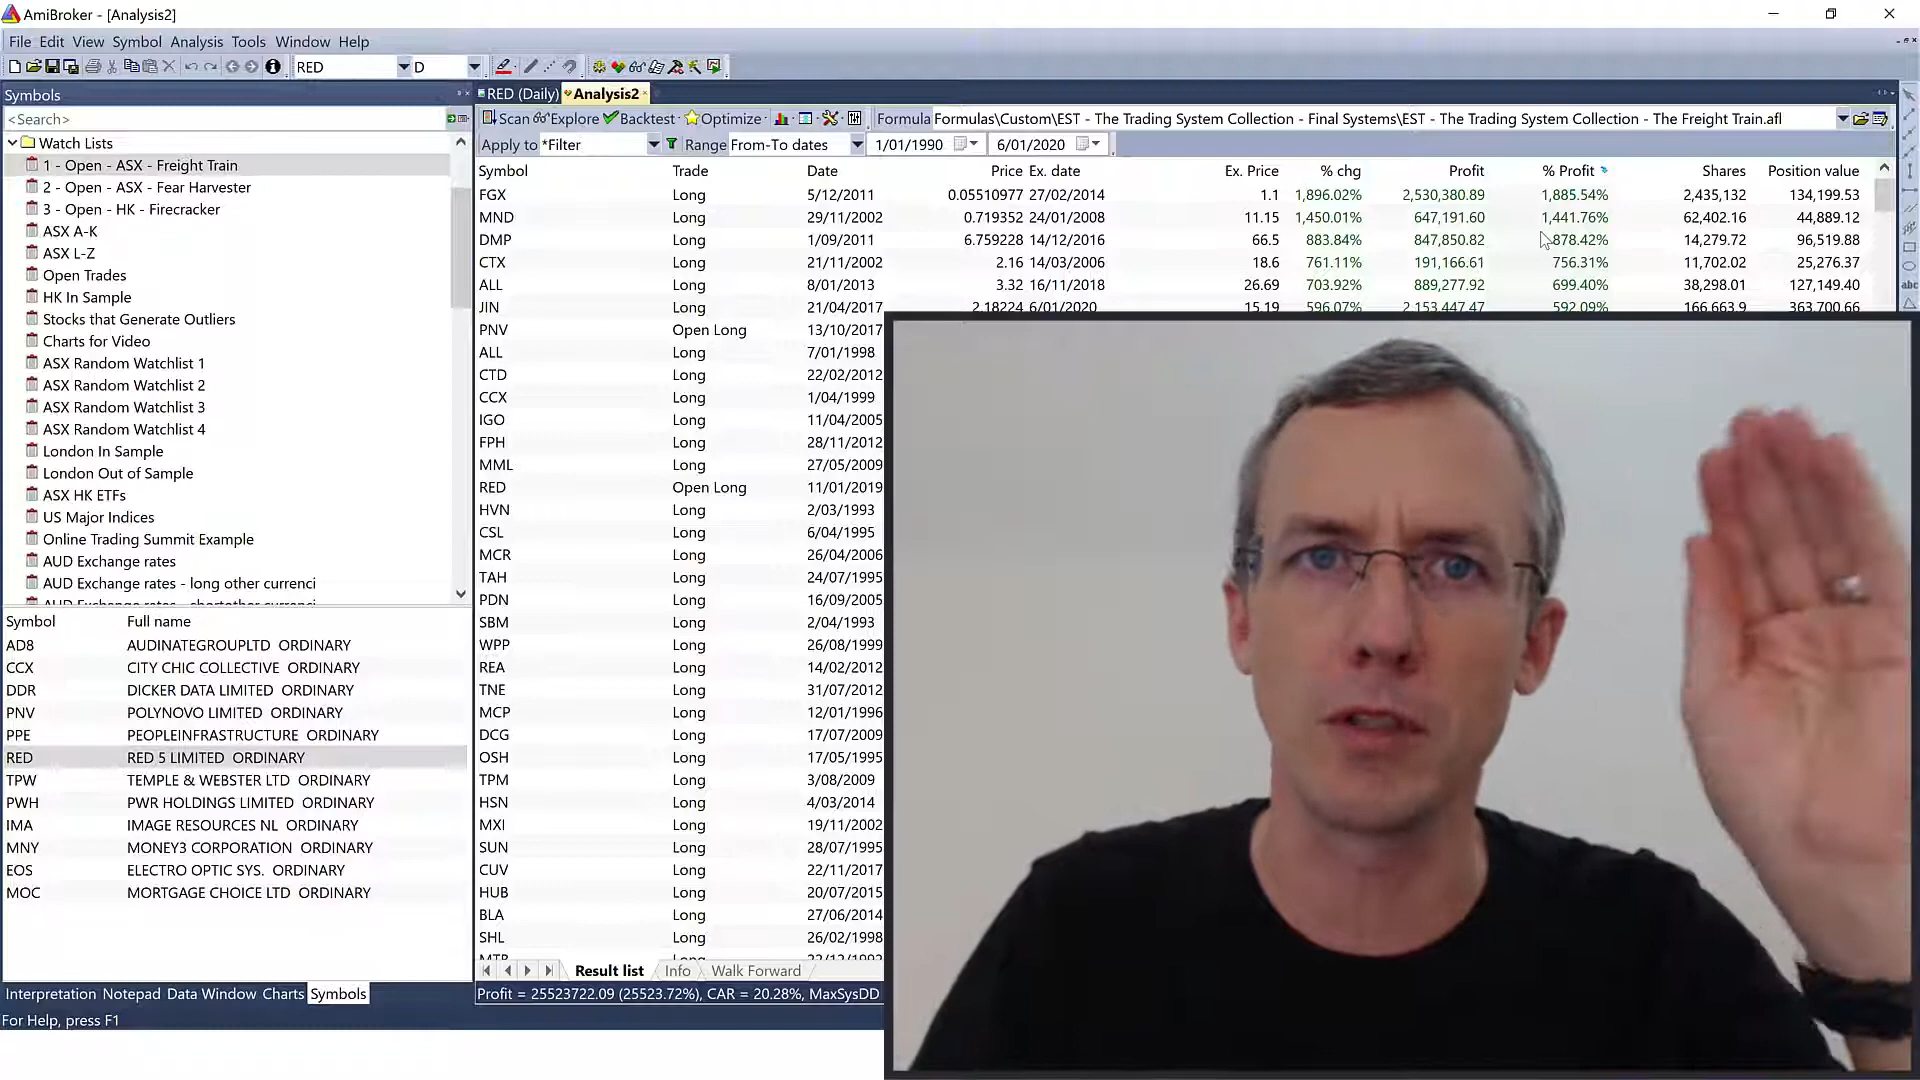 AmiBroker - [Analysis2]
File Edit View Symbol Analysis Tools Window Help
RED D
Symbols
RED (Daily) Analysis2
<Search>
Scan Explore Backtest Optimize Formula Formulas\Custom\EST - The Trading System Collection - Final Systems\EST - The Trading System Collection - The Freight Train.afl
Apply to *Filter Range From-To dates 1/01/1990 6/01/2020
Watch Lists
1 - Open - ASX - Freight Train
2 - Open - ASX - Fear Harvester
3 - Open - HK - Firecracker
ASX A-K
ASX L-Z
Open Trades
HK In Sample
Stocks that Generate Outliers
Charts for Video
ASX Random Watchlist 1
ASX Random Watchlist 2
ASX Random Watchlist 3
ASX Random Watchlist 4
London In Sample
London Out of Sample
ASX HK ETFs
US Major Indices
Online Trading Summit Example
AUD Exchange rates
AUD Exchange rates - long other currenci
AUD Exchange rates - shortother currenci
Symbol Full name
AD8 AUDINATEGROUPLTD ORDINARY
CCX CITY CHIC COLLECTIVE ORDINARY
DDR DICKER DATA LIMITED ORDINARY
PNV POLYNOVO LIMITED ORDINARY
PPE PEOPLEINFRASTRUCTURE ORDINARY
RED RED 5 LIMITED ORDINARY
TPW TEMPLE & WEBSTER LTD ORDINARY
PWH PWR HOLDINGS LIMITED ORDINARY
IMA IMAGE RESOURCES NL ORDINARY
MNY MONEY3 CORPORATION ORDINARY
EOS ELECTRO OPTIC SYS. ORDINARY
MOC MORTGAGE CHOICE LTD ORDINARY
Interpretation Notepad Data Window Charts Symbols
For Help, press F1
Symbol Trade Date Price Ex. date Ex. Price % chg Profit % Profit Shares Position value
FGX Long 5/12/2011 0.05510977 27/02/2014 1.1 1,896.02% 2,530,380.89 1,885.54% 2,435,132 134,199.53
MND Long 29/11/2002 0.719352 24/01/2008 11.15 1,450.01% 647,191.60 1,441.76% 62,402.16 44,889.12
DMP Long 1/09/2011 6.759228 14/12/2016 66.5 883.84% 847,850.82 878.42% 14,279.72 96,519.88
CTX Long 21/11/2002 2.16 14/03/2006 18.6 761.11% 191,166.61 756.31% 11,702.02 25,276.37
ALL Long 8/01/2013 3.32 16/11/2018 26.69 703.92% 889,277.92 699.40% 38,298.01 127,149.40
JIN Long 21/04/2017 2.18224 6/01/2020 15.19 596.07% 2,153,447.47 592.09% 166,663.9 363,700.66
PNV Open Long 13/10/2017
ALL Long 7/01/1998
CTD Long 22/02/2012
CCX Long 1/04/1999
IGO Long 11/04/2005
FPH Long 28/11/2012
MML Long 27/05/2009
RED Open Long 11/01/2019
HVN Long 2/03/1993
CSL Long 6/04/1995
MCR Long 26/04/2006
TAH Long 24/07/1995
PDN Long 16/09/2005
SBM Long 2/04/1993
WPP Long 26/08/1999
REA Long 14/02/2012
TNE Long 31/07/2012
MCP Long 12/01/1996
DCG Long 17/07/2009
OSH Long 17/05/1995
TPM Long 3/08/2009
HSN Long 4/03/2014
MXI Long 19/11/2002
SUN Long 28/07/1995
CUV Long 22/11/2017
HUB Long 20/07/2015
BLA Long 27/06/2014
SHL Long 26/02/1998
Result list Info Walk Forward
Profit = 25523722.09 (25523.72%), CAR = 20.28%, MaxSysDD